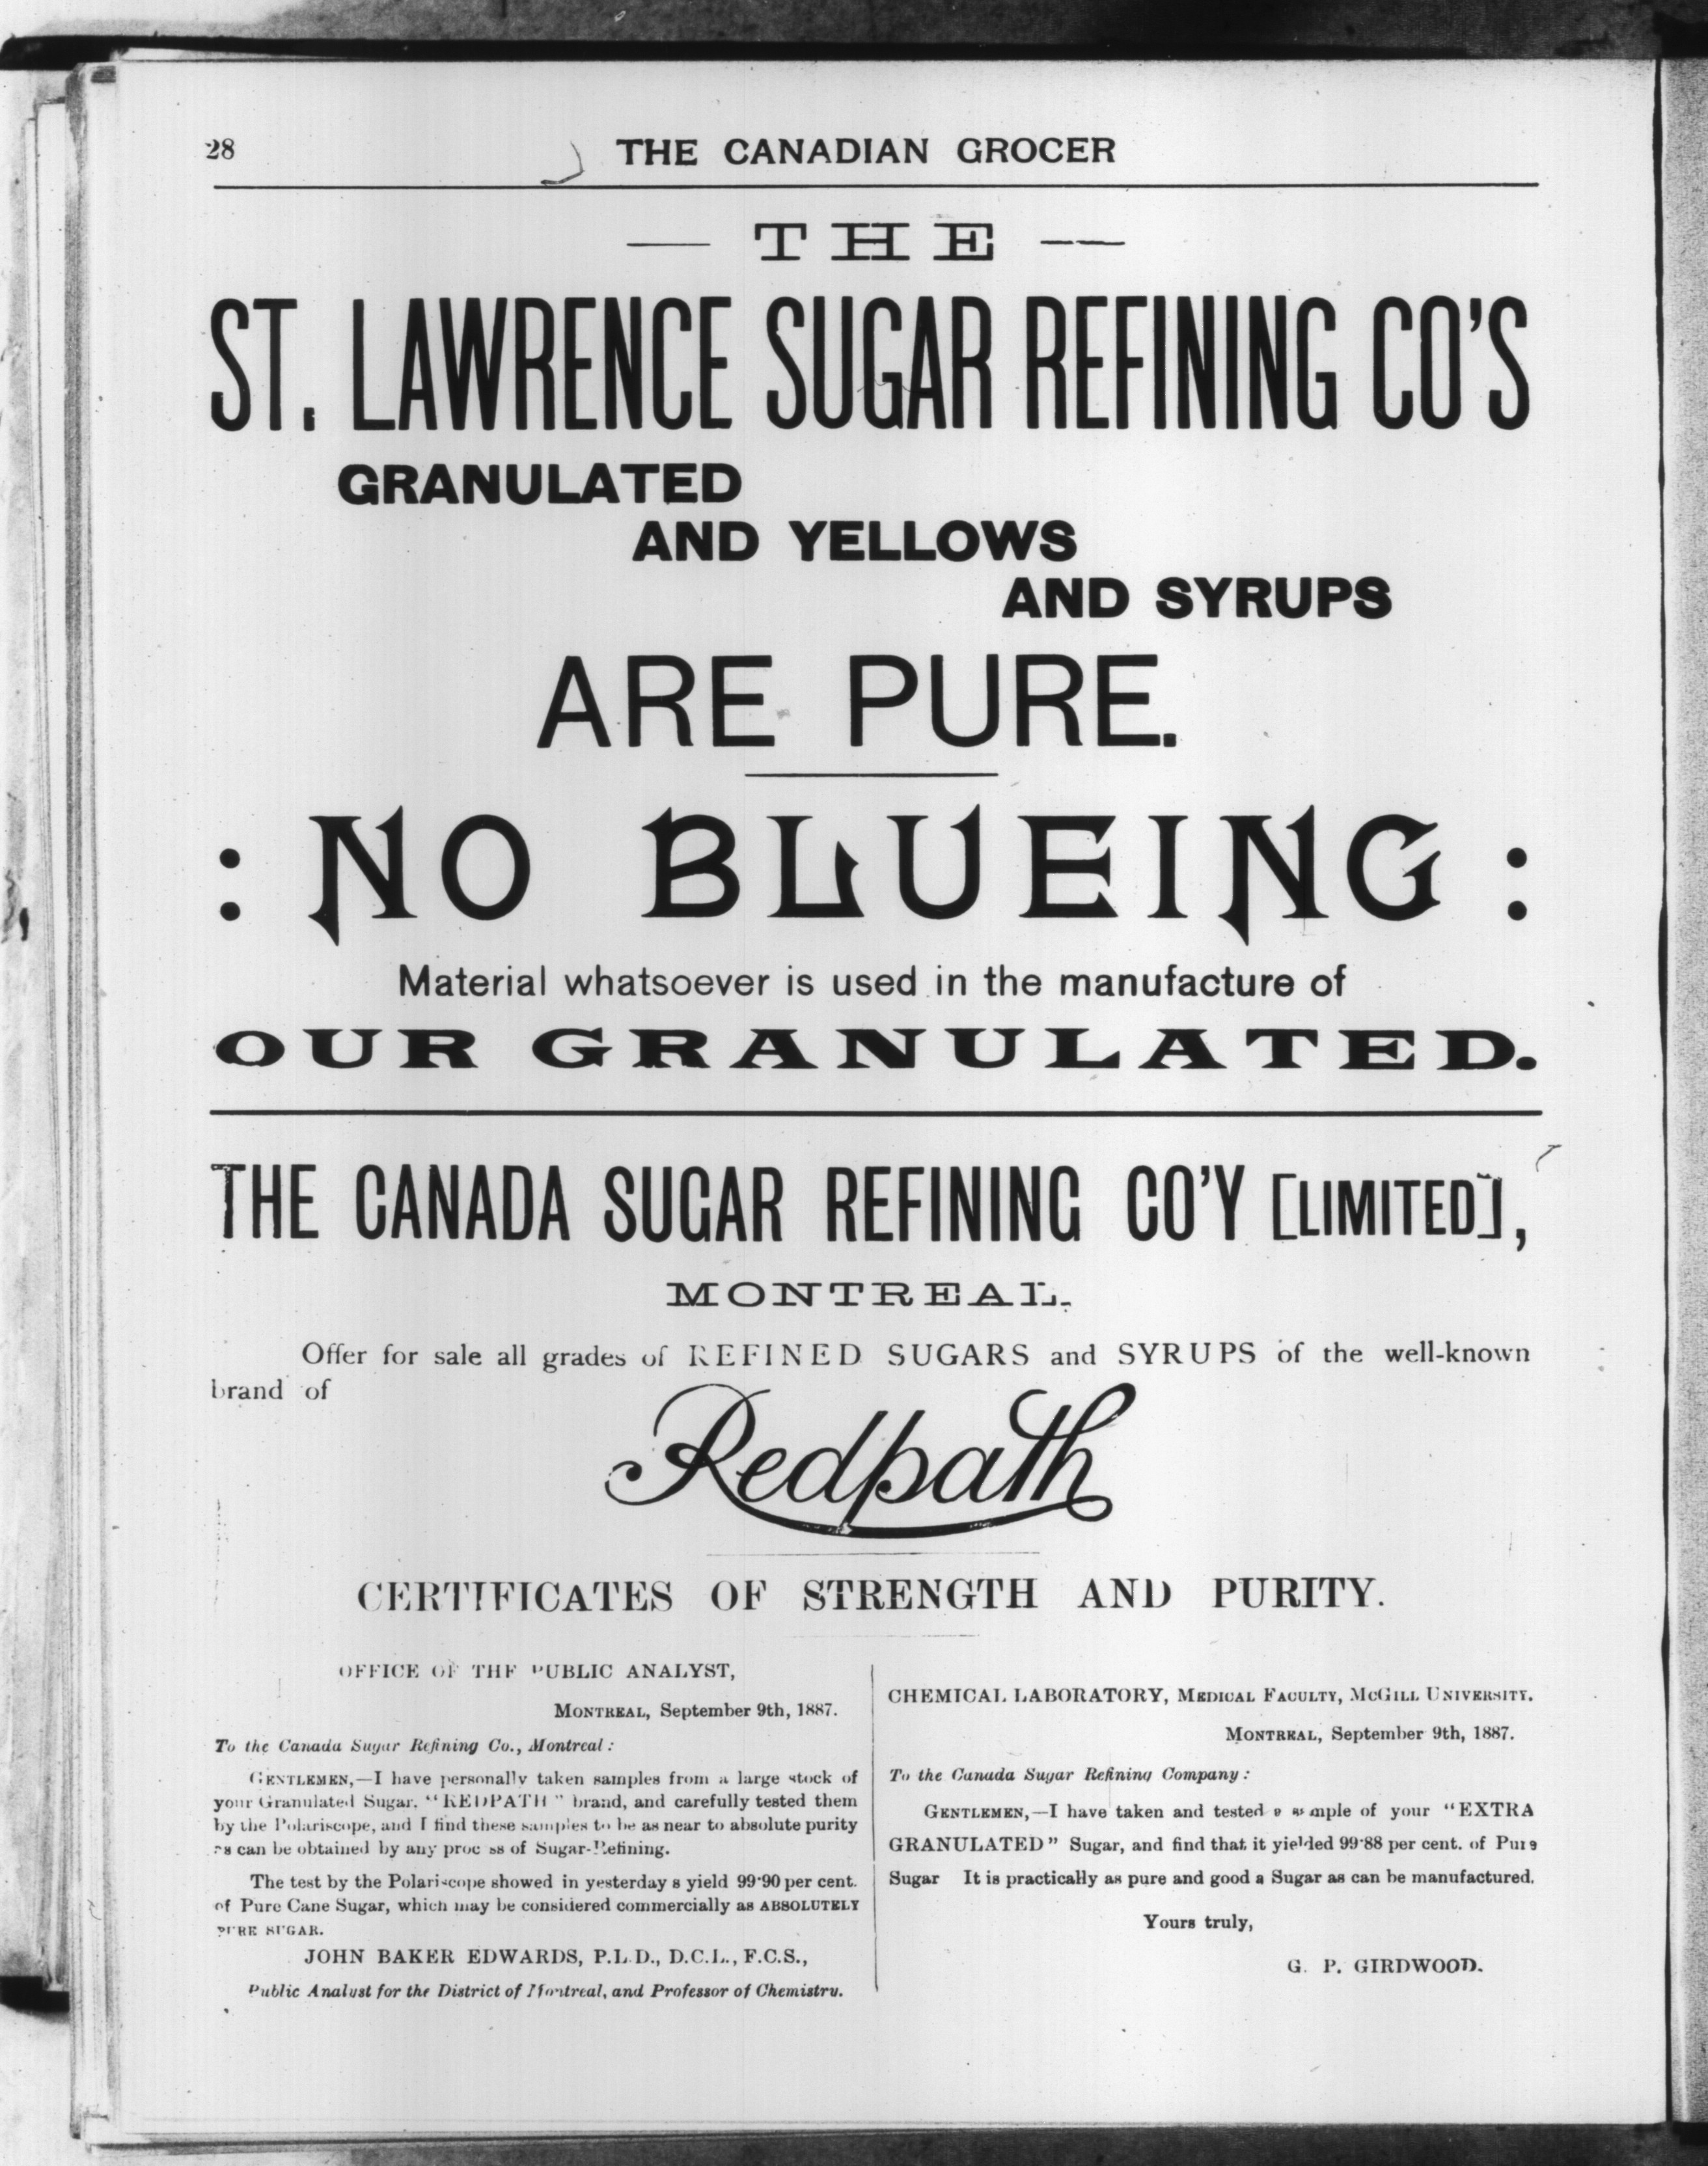 28
THE CANADIAN GROCER
— THE —
ST. LAWRENCE SUGAR REFINING CO'S
GRANULATED
AND YELLOWS
AND SYRUPS
ARE PURE.
: NO BLUEING :
Material whatsoever is used in the manufacture of
OUR GRANULATED.
THE CANADA SUGAR REFINING CO'Y [LIMITED],
MONTREAL.
Offer for sale all grades of REFINED SUGARS and SYRUPS of the well-known
brand of
Redpath
CERTIFICATES OF STRENGTH AND PURITY.
OFFICE OF THE PUBLIC ANALYST,
MONTREAL, September 9th, 1887.
To the Canada Sugar Refining Co., Montreal:
GENTLEMEN,—I have personally taken samples from a large stock of
your Granulated Sugar, "REDPATH" brand, and carefully tested them
by the Polariscope, and I find these samples to be as near to absolute purity
as can be obtained by any process of Sugar-Refining.
The test by the Polariscope showed in yesterday s yield 99·90 per cent.
of Pure Cane Sugar, which may be considered commercially as ABSOLUTELY
PURE SUGAR.
JOHN BAKER EDWARDS, P.L.D., D.C.L., F.C.S.,
Public Analyst for the District of Montreal, and Professor of Chemistry.
CHEMICAL LABORATORY, MEDICAL FACULTY, MCGILL UNIVERSITY.
MONTREAL, September 9th, 1887.
To the Canada Sugar Refining Company:
GENTLEMEN,—I have taken and tested a sample of your "EXTRA
GRANULATED" Sugar, and find that it yielded 99·88 per cent. of Pure
Sugar It is practically as pure and good a Sugar as can be manufactured.
Yours truly,
G. P. GIRDWOOD.